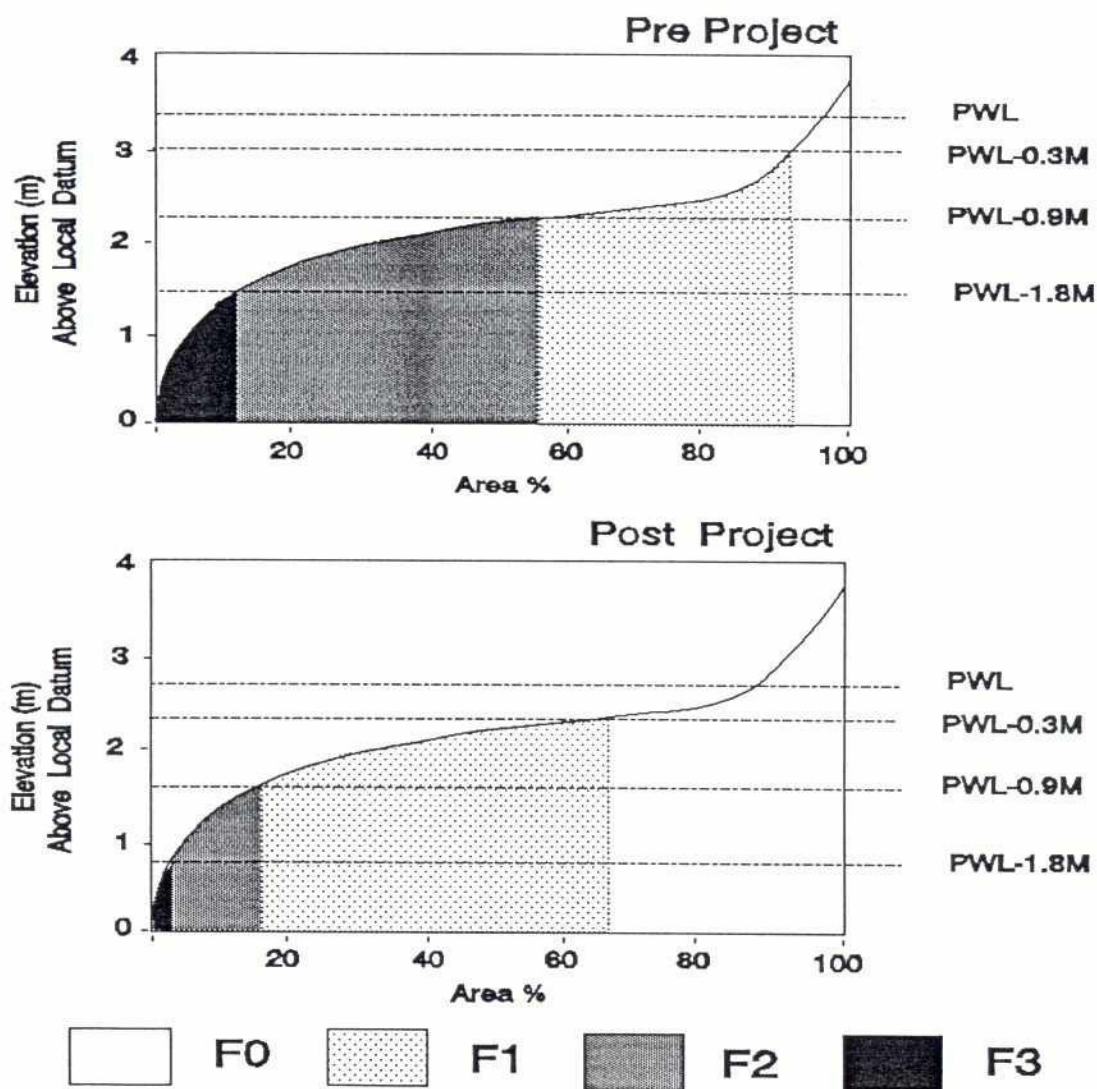 Pre Project
4
3
2
1
0
Elevation (m)
Above Local Datum
PWL
PWL-0.3M
PWL-0.9M
PWL-1.8M
20 40 60 80 100
Area %
Post Project
4
3
2
1
0
Elevation (m)
Above Local Datum
PWL
PWL-0.3M
PWL-0.9M
PWL-1.8M
0 20 40 60 80 100
Area %
F0 F1 F2 F3